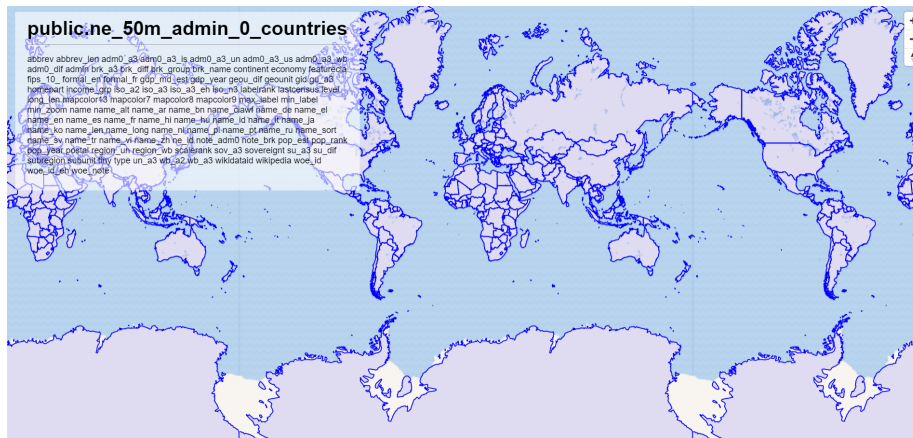 public.ne_50m_admin_0_countries
abbrev abbrev_len adm0_a3 adm0_a3_is adm0_a3_un adm0_a3_us adm0_a3_wb
adm0_dif admin brk_a3 brk_diff brk_group brk_name continent economy featurecla
fips_10_ formal_en formal_fr gdp_md_est gdp_year geou_dif geounit gid gu_a3
homepart income_grp iso_a2 iso_a3 iso_a3_eh iso_n3 labelrank lastcensus level
long_len mapcolor13 mapcolor7 mapcolor8 mapcolor9 max_label min_label
min_zoom name name_alt name_ar name_bn name_ciawf name_de name_el
name_en name_es name_fr name_hi name_hu name_id name_it name_ja
name_ko name_len name_long name_nl name_pl name_pt name_ru name_sort
name_sv name_tr name_vi name_zh ne_id note_adm0 note_brk pop_est pop_rank
pop_year postal region_un region_wb scalerank sov_a3 sovereignt su_a3 su_dif
subregion subunit tiny type un_a3 wb_a2 wb_a3 wikidataid wikipedia woe_id
woe_id_eh woe_note